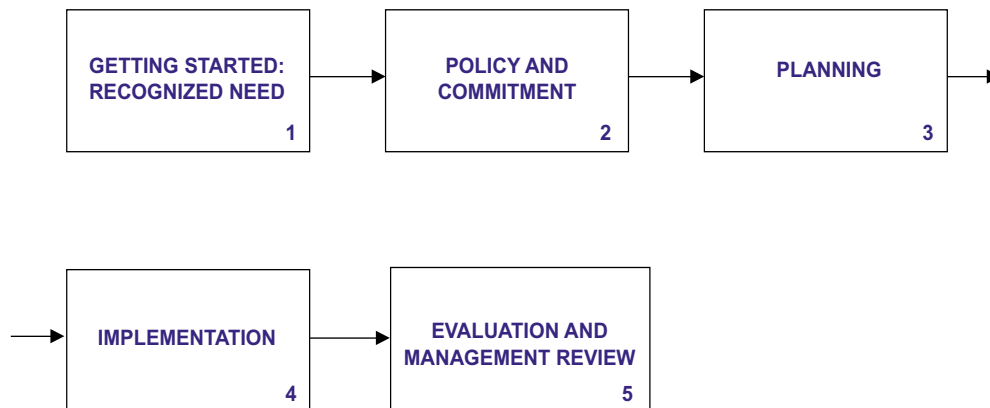 GETTING STARTED:
RECOGNIZED NEED
1
POLICY AND
COMMITMENT
2
PLANNING
3
IMPLEMENTATION
4
EVALUATION AND
MANAGEMENT REVIEW
5